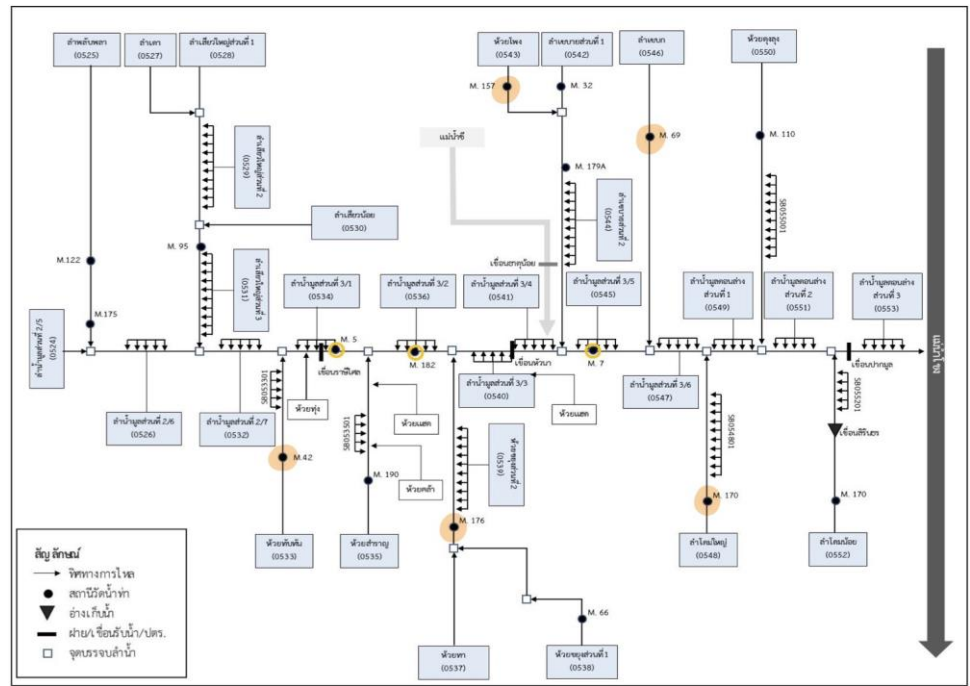 ลำพลับพลา
(0525)
ลำเตา
(0527)
ลำเสียวใหญ่ส่วนที่ 1
(0528)
ห้วยโพง
(0543)
ลำเซบายส่วนที่ 1
(0542)
ลำเซบก
(0546)
ห้วยตุงลุง
(0550)
M. 157
M. 32
M. 69
M. 110
แม่น้ำชี
M. 179A
ลำเสียวใหญ่ส่วนที่ 2
(0529)
ลำเซบายส่วนที่ 2
(0544)
SB055001
ลำเสียวน้อย
(0530)
M. 95
M.122
เขื่อนธาตุน้อย
ลำเสียวใหญ่ส่วนที่ 3
(0531)
ลำน้ำมูลส่วนที่ 3/1
(0534)
ลำน้ำมูลส่วนที่ 3/2
(0536)
ลำน้ำมูลส่วนที่ 3/4
(0541)
ลำน้ำมูลส่วนที่ 3/5
(0545)
ลำน้ำมูลตอนล่าง
ส่วนที่ 1
(0549)
ลำน้ำมูลตอนล่าง
ส่วนที่ 2
(0551)
ลำน้ำมูลตอนล่าง
ส่วนที่ 3
(0553)
M.175
ลำน้ำมูลส่วนที่ 2/5
(0524)
M. 5
M. 182
M. 7
แม่น้ำโขง
เขื่อนราษีไศล
เขื่อนหัวนา
เขื่อนปากมูล
ลำน้ำมูลส่วนที่ 2/6
(0526)
ลำน้ำมูลส่วนที่ 2/7
(0532)
SB053301
ห้วยทุ่ง
ลำน้ำมูลส่วนที่ 3/3
(0540)
ลำน้ำมูลส่วนที่ 3/6
(0547)
SB055201
SB053501
ห้วยแสด
ห้วยแสด
SB054801
เขื่อนสิรินธร
M.42
ห้วยขยุงส่วนที่ 2
(0539)
M. 190
ห้วยคล้า
M. 170
M. 170
M. 176
ห้วยทับทัน
(0533)
ห้วยสำราญ
(0535)
ลำโดมใหญ่
(0548)
ลำโดมน้อย
(0552)
M. 66
ห้วยทา
(0537)
ห้วยขยุงส่วนที่ 1
(0538)
สัญลักษณ์
ทิศทางการไหล
สถานีวัดน้ำท่า
อ่างเก็บน้ำ
ฝาย/เขื่อนรับน้ำ/ปตร.
จุดบรรจบลำน้ำ